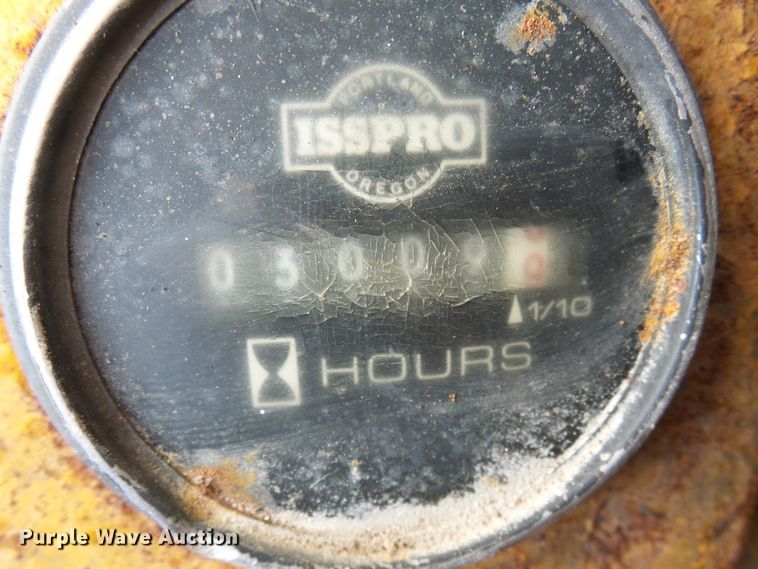 PORTLAND
ISSPRO
OREGON
1/10
HOURS
Purple Wave Auction